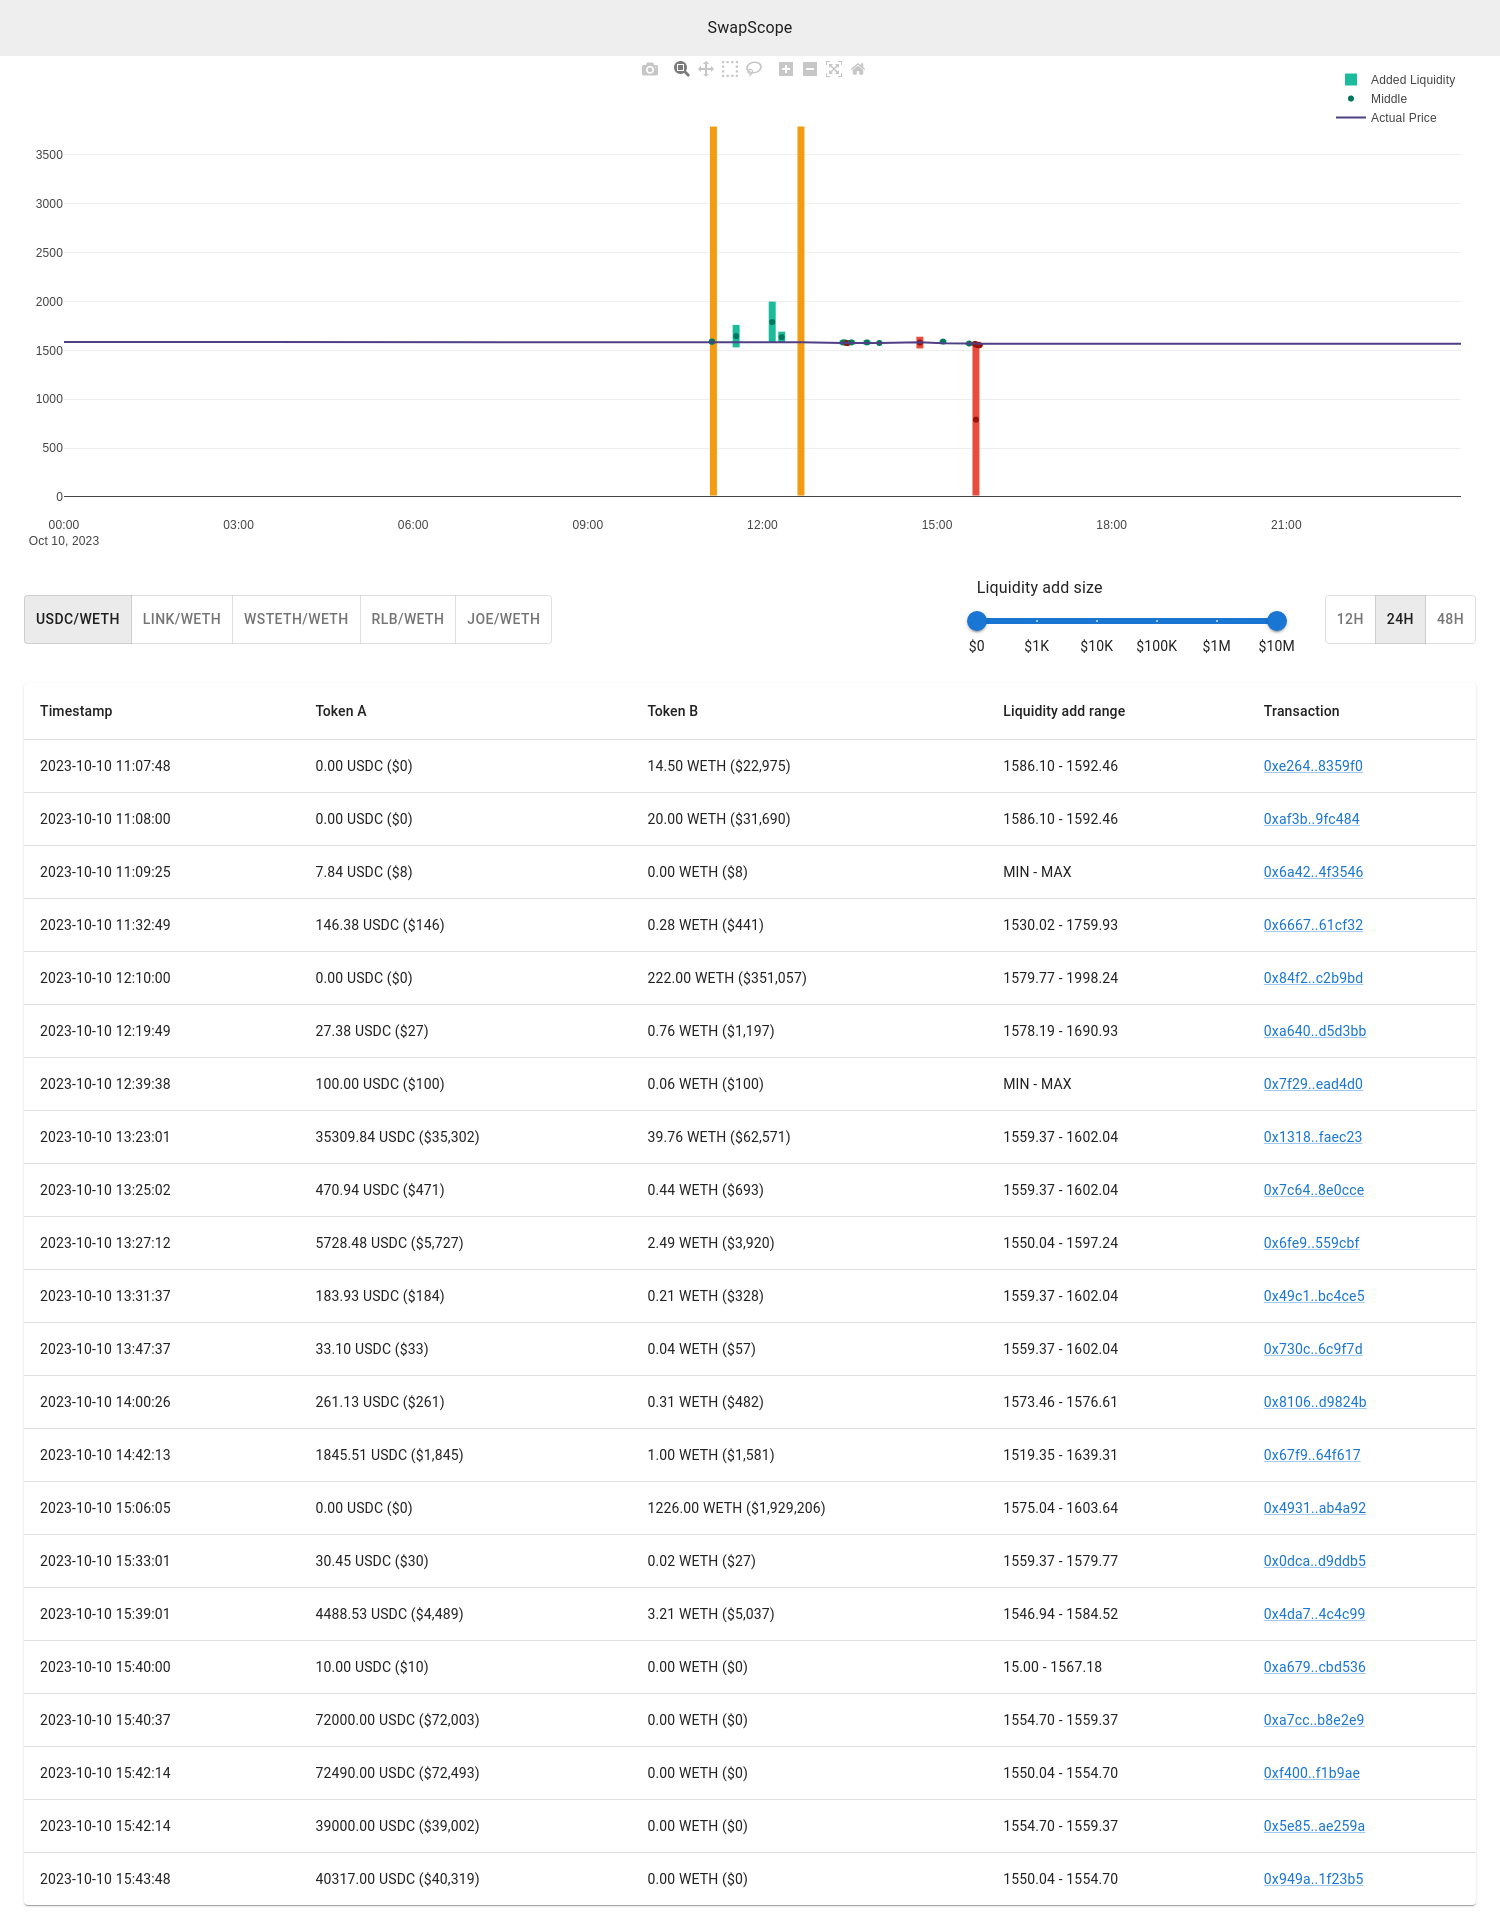 SwapScope
Added Liquidity
Middle
Actual Price
3500
3000
2500
2000
1500
1000
500
0
00:00 03:00 06:00 09:00 12:00 15:00 18:00 21:00
Oct 10, 2023
Liquidity add size
USDC/WETH LINK/WETH WSTETH/WETH RLB/WETH JOE/WETH
12H 24H 48H
$0 $1K $10K $100K $1M $10M
Timestamp Token A Token B Liquidity add range Transaction
2023-10-10 11:07:48 0.00 USDC ($0) 14.50 WETH ($22,975) 1586.10 - 1592.46 0xe264..8359f0
2023-10-10 11:08:00 0.00 USDC ($0) 20.00 WETH ($31,690) 1586.10 - 1592.46 0xaf3b..9fc484
2023-10-10 11:09:25 7.84 USDC ($8) 0.00 WETH ($8) MIN - MAX 0x6a42..4f3546
2023-10-10 11:32:49 146.38 USDC ($146) 0.28 WETH ($441) 1530.02 - 1759.93 0x6667..61cf32
2023-10-10 12:10:00 0.00 USDC ($0) 222.00 WETH ($351,057) 1579.77 - 1998.24 0x84f2..c2b9bd
2023-10-10 12:19:49 27.38 USDC ($27) 0.76 WETH ($1,197) 1578.19 - 1690.93 0xa640..d5d3bb
2023-10-10 12:39:38 100.00 USDC ($100) 0.06 WETH ($100) MIN - MAX 0x7f29..ead4d0
2023-10-10 13:23:01 35309.84 USDC ($35,302) 39.76 WETH ($62,571) 1559.37 - 1602.04 0x1318..faec23
2023-10-10 13:25:02 470.94 USDC ($471) 0.44 WETH ($693) 1559.37 - 1602.04 0x7c64..8e0cce
2023-10-10 13:27:12 5728.48 USDC ($5,727) 2.49 WETH ($3,920) 1550.04 - 1597.24 0x6fe9..559cbf
2023-10-10 13:31:37 183.93 USDC ($184) 0.21 WETH ($328) 1559.37 - 1602.04 0x49c1..bc4ce5
2023-10-10 13:47:37 33.10 USDC ($33) 0.04 WETH ($57) 1559.37 - 1602.04 0x730c..6c9f7d
2023-10-10 14:00:26 261.13 USDC ($261) 0.31 WETH ($482) 1573.46 - 1576.61 0x8106..d9824b
2023-10-10 14:42:13 1845.51 USDC ($1,845) 1.00 WETH ($1,581) 1519.35 - 1639.31 0x67f9..64f617
2023-10-10 15:06:05 0.00 USDC ($0) 1226.00 WETH ($1,929,206) 1575.04 - 1603.64 0x4931..ab4a92
2023-10-10 15:33:01 30.45 USDC ($30) 0.02 WETH ($27) 1559.37 - 1579.77 0x0dca..d9ddb5
2023-10-10 15:39:01 4488.53 USDC ($4,489) 3.21 WETH ($5,037) 1546.94 - 1584.52 0x4da7..4c4c99
2023-10-10 15:40:00 10.00 USDC ($10) 0.00 WETH ($0) 15.00 - 1567.18 0xa679..cbd536
2023-10-10 15:40:37 72000.00 USDC ($72,003) 0.00 WETH ($0) 1554.70 - 1559.37 0xa7cc..b8e2e9
2023-10-10 15:42:14 72490.00 USDC ($72,493) 0.00 WETH ($0) 1550.04 - 1554.70 0xf400..f1b9ae
2023-10-10 15:42:14 39000.00 USDC ($39,002) 0.00 WETH ($0) 1554.70 - 1559.37 0x5e85..ae259a
2023-10-10 15:43:48 40317.00 USDC ($40,319) 0.00 WETH ($0) 1550.04 - 1554.70 0x949a..1f23b5